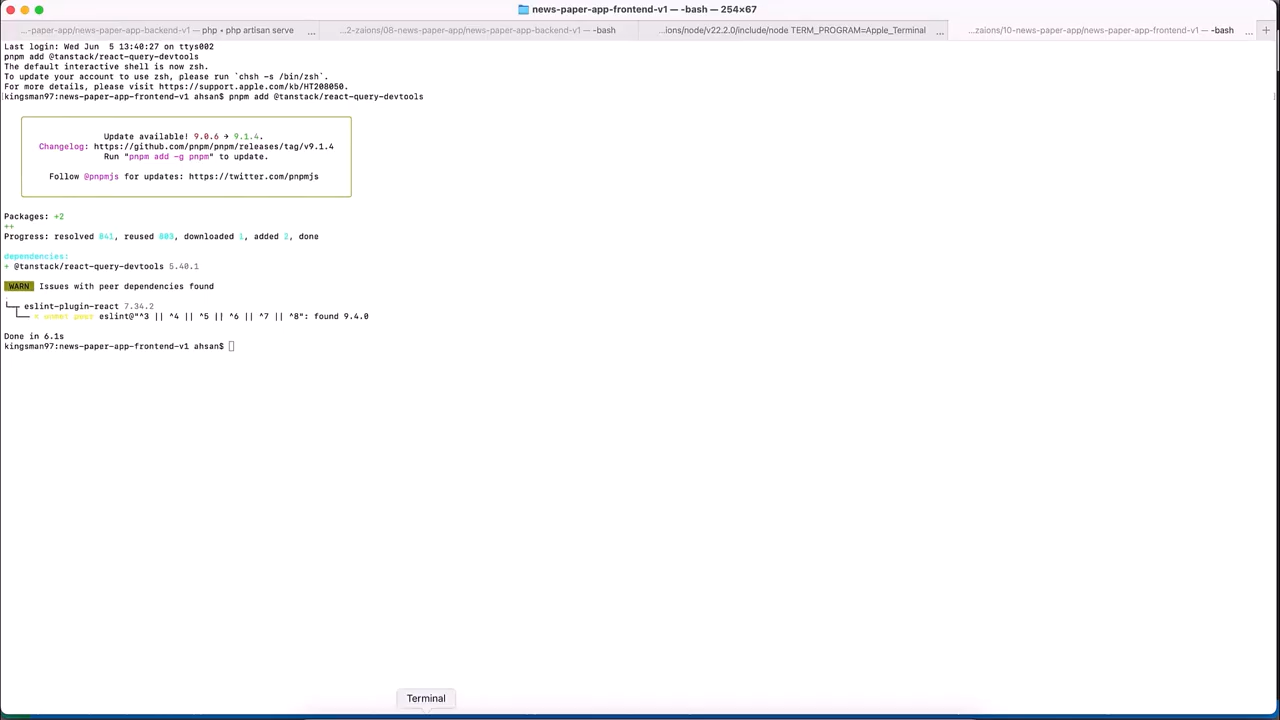 news-paper-app-frontend-v1 — -bash — 254×67
...-paper-app/news-paper-app-backend-v1 — php • php artisan serve ...
...2-zaions/08-news-paper-app/news-paper-app-backend-v1 — -bash
...ions/node/v22.2.0/include/node TERM_PROGRAM=Apple_Terminal ...
...zaions/10-news-paper-app/news-paper-app-frontend-v1 — -bash ... +
Last login: Wed Jun  5 13:40:27 on ttys002
pnpm add @tanstack/react-query-devtools
The default interactive shell is now zsh.
To update your account to use zsh, please run `chsh -s /bin/zsh`.
For more details, please visit https://support.apple.com/kb/HT208050.
kingsman97:news-paper-app-frontend-v1 ahsan$ pnpm add @tanstack/react-query-devtools
Update available! 9.0.6 → 9.1.4.
Changelog: https://github.com/pnpm/pnpm/releases/tag/v9.1.4
Run "pnpm add -g pnpm" to update.
Follow @pnpmjs for updates: https://twitter.com/pnpmjs
Packages: +2
++
Progress: resolved 841, reused 803, downloaded 1, added 2, done
dependencies:
+ @tanstack/react-query-devtools 5.40.1
WARN Issues with peer dependencies found
.
└─┬ eslint-plugin-react 7.34.2
└── ✕ unmet peer eslint@"^3 || ^4 || ^5 || ^6 || ^7 || ^8": found 9.4.0
Done in 6.1s
kingsman97:news-paper-app-frontend-v1 ahsan$
Terminal